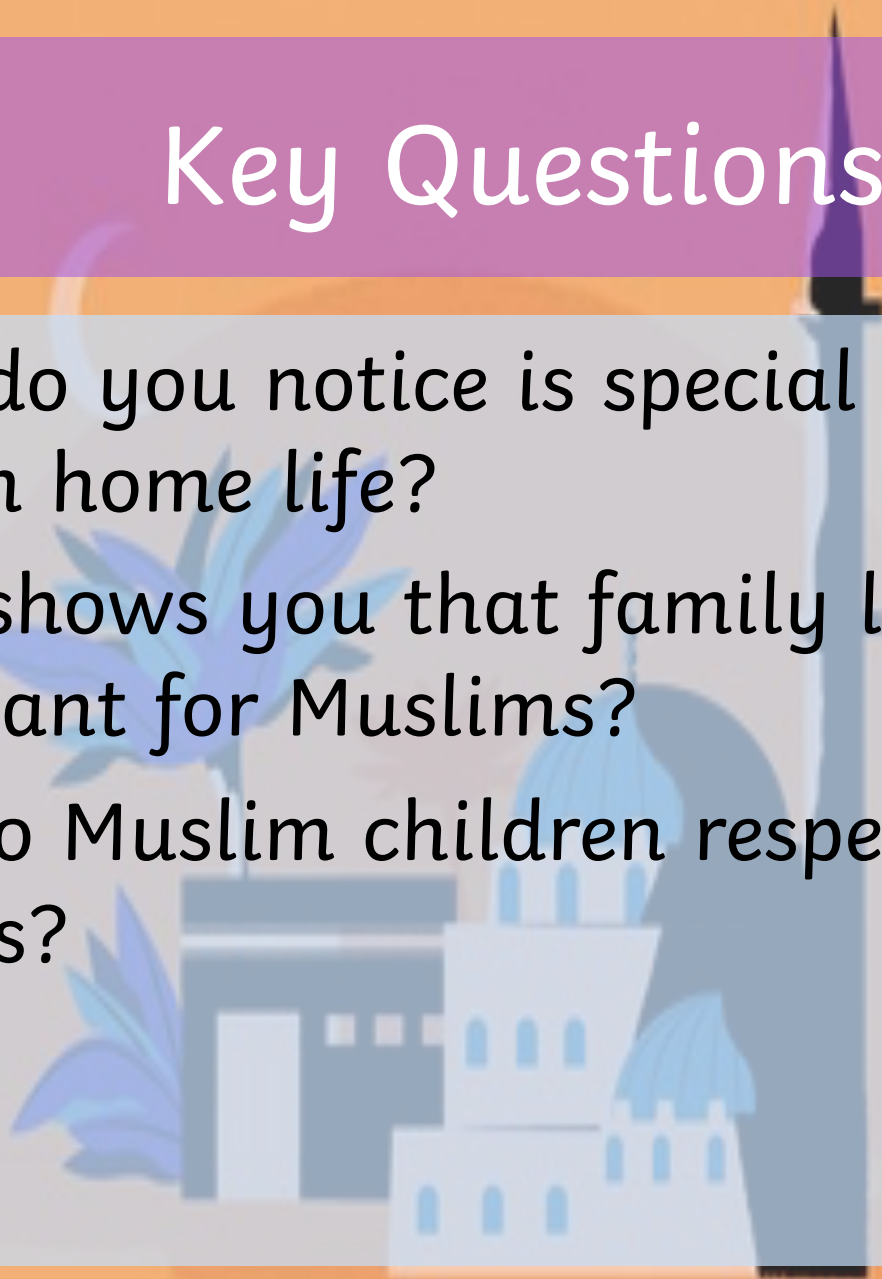 Key Questions
do you notice is special
n home life?
shows you that family l
ant for Muslims?
o Muslim children respe
s?